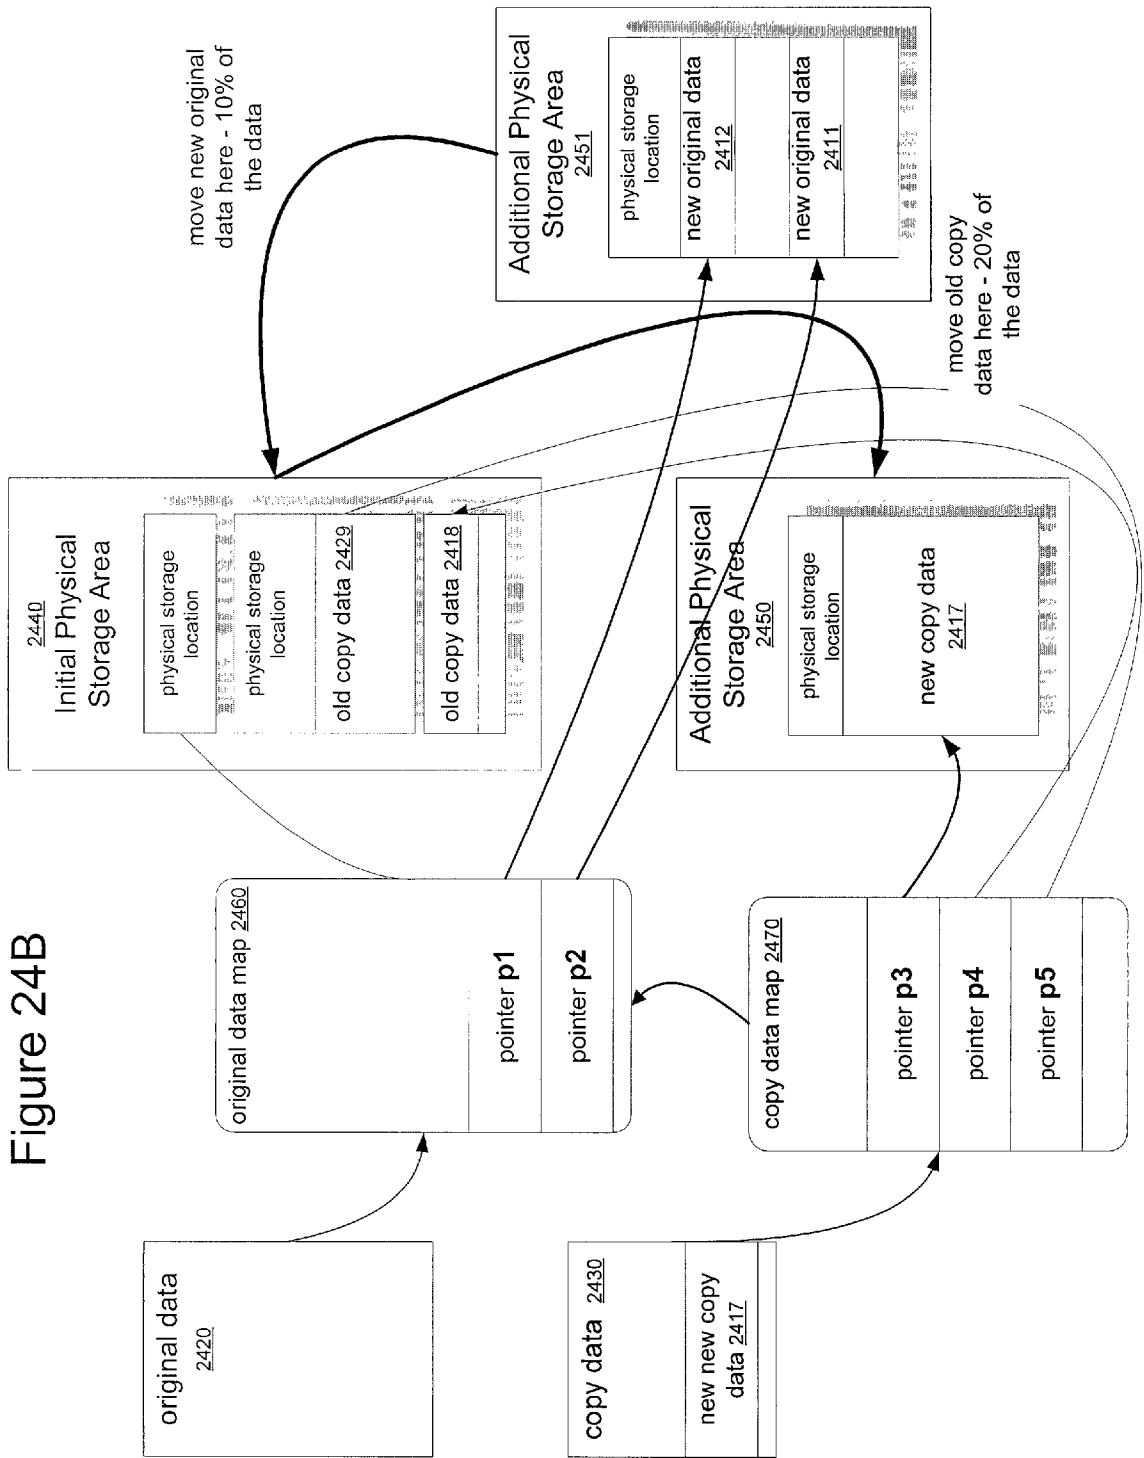 Figure 24B
original data
2420
copy data 2430
new new copy
data 2417
original data map 2460
pointer p1
pointer p2
copy data map 2470
pointer p3
pointer p4
pointer p5
2440
Initial Physical
Storage Area
physical storage
location
physical storage
location
old copy data 2429
old copy data 2418
Additional Physical
Storage Area
2450
physical storage
location
new copy data
2417
Additional Physical
Storage Area
2451
physical storage
location
new original data
2412
new original data
2411
move new original
data here - 10% of
the data
move old copy
data here - 20% of
the data